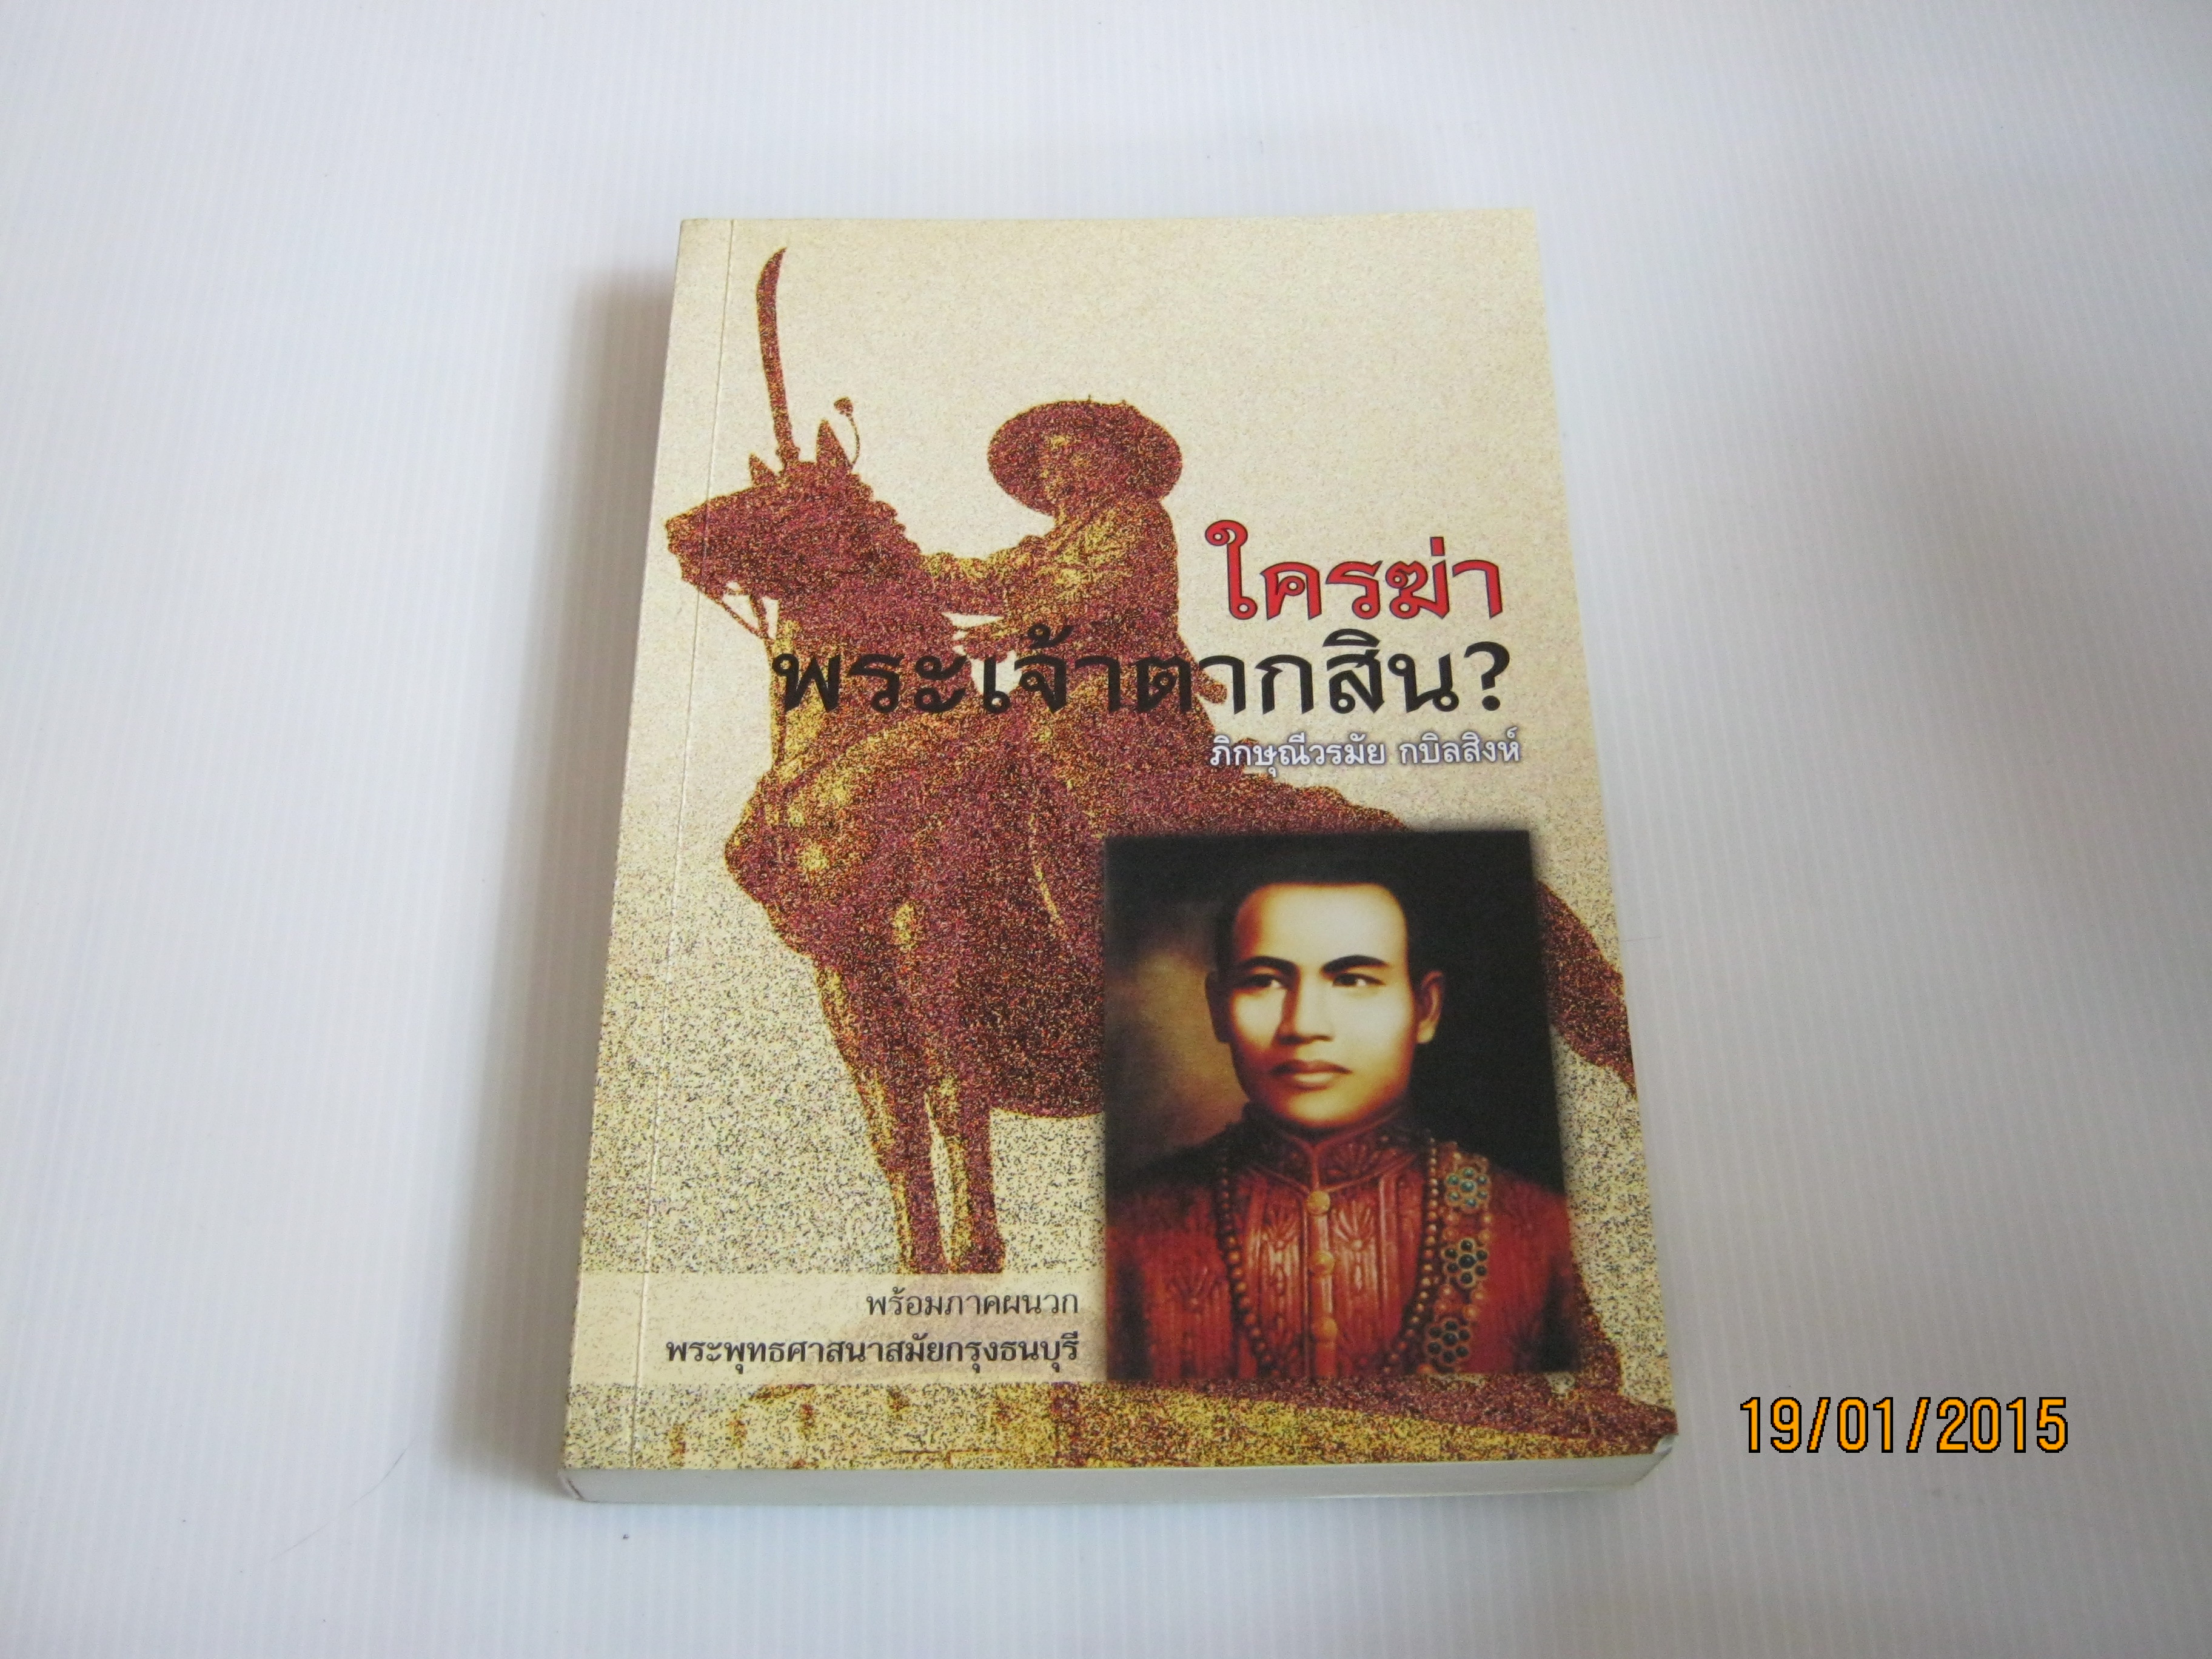 ใครฆ่า
พระเจ้าตากสิน?
ภิกษุณีวรมัย กบิลสิงห์
พร้อมภาคผนวก
พระพุทธศาสนาสมัยกรุงธนบุรี
19/01/2015